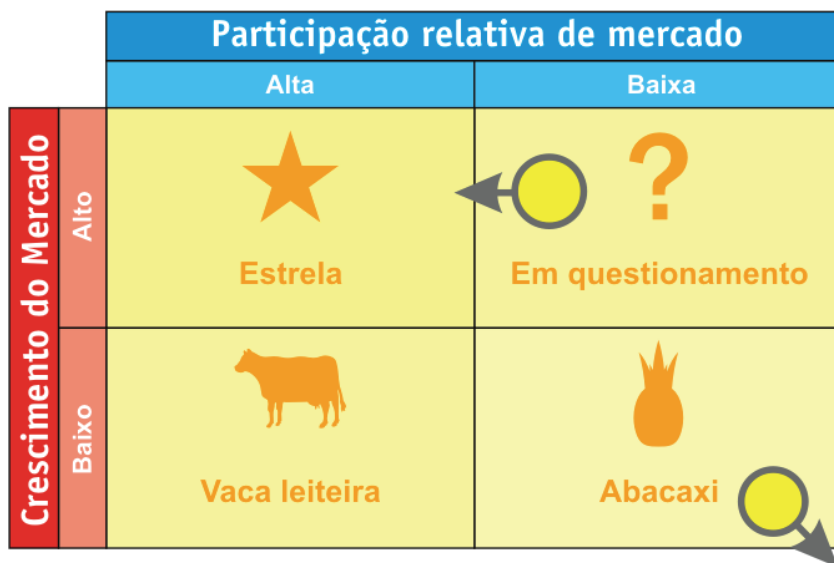 Participação relativa de mercado
Alta
Baixa
Crescimento do Mercado
Alto
?
Estrela
Em questionamento
Baixo
Vaca leiteira
Abacaxi